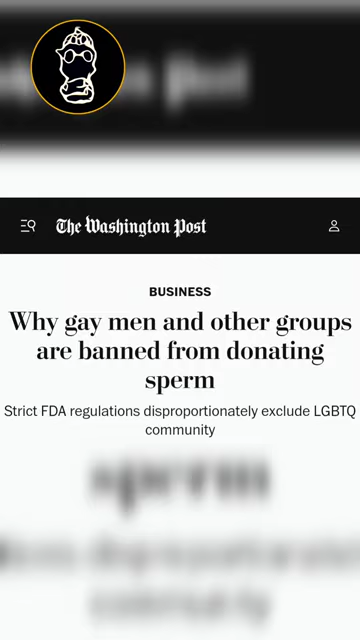 The Washington Post
BUSINESS
Why gay men and other groups
are banned from donating
sperm
Strict FDA regulations disproportionately exclude LGBTQ
community
sperm